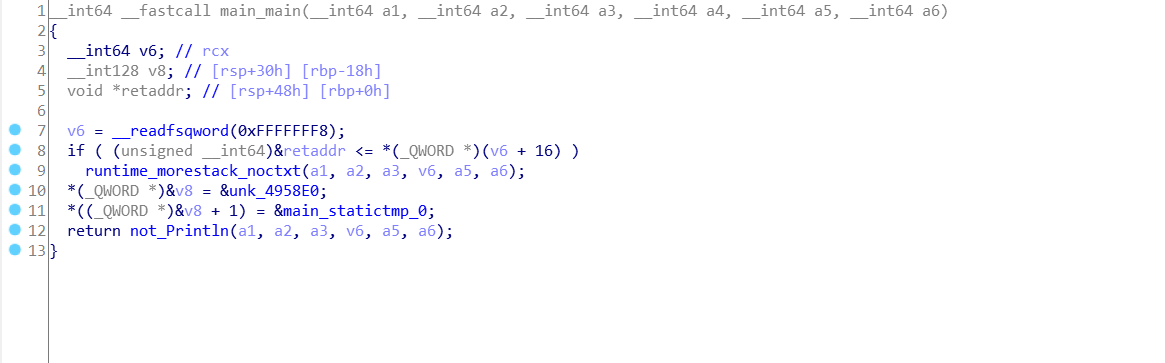 1 __int64 __fastcall main_main(__int64 a1, __int64 a2, __int64 a3, __int64 a4, __int64 a5, __int64 a6)
2 {
3 __int64 v6; // rcx
4 __int128 v8; // [rsp+30h] [rbp-18h]
5 void *retaddr; // [rsp+48h] [rbp+0h]
6
7 v6 = __readfsqword(0xFFFFFFF8);
8 if ( (unsigned __int64)&retaddr <= *(_QWORD *)(v6 + 16) )
9 runtime_morestack_noctxt(a1, a2, a3, v6, a5, a6);
10 *(_QWORD *)&v8 = &unk_4958E0;
11 *((_QWORD *)&v8 + 1) = &main_statictmp_0;
12 return not_Println(a1, a2, a3, v6, a5, a6);
13 }